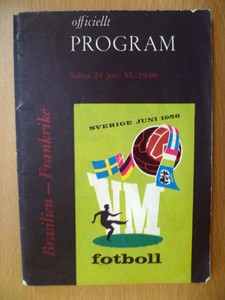 officiellt
PROGRAM
Solna 24 juni kl. 19.00
Brasilien – Frankrike
SVERIGE JUNI 1958
VM
fotboll